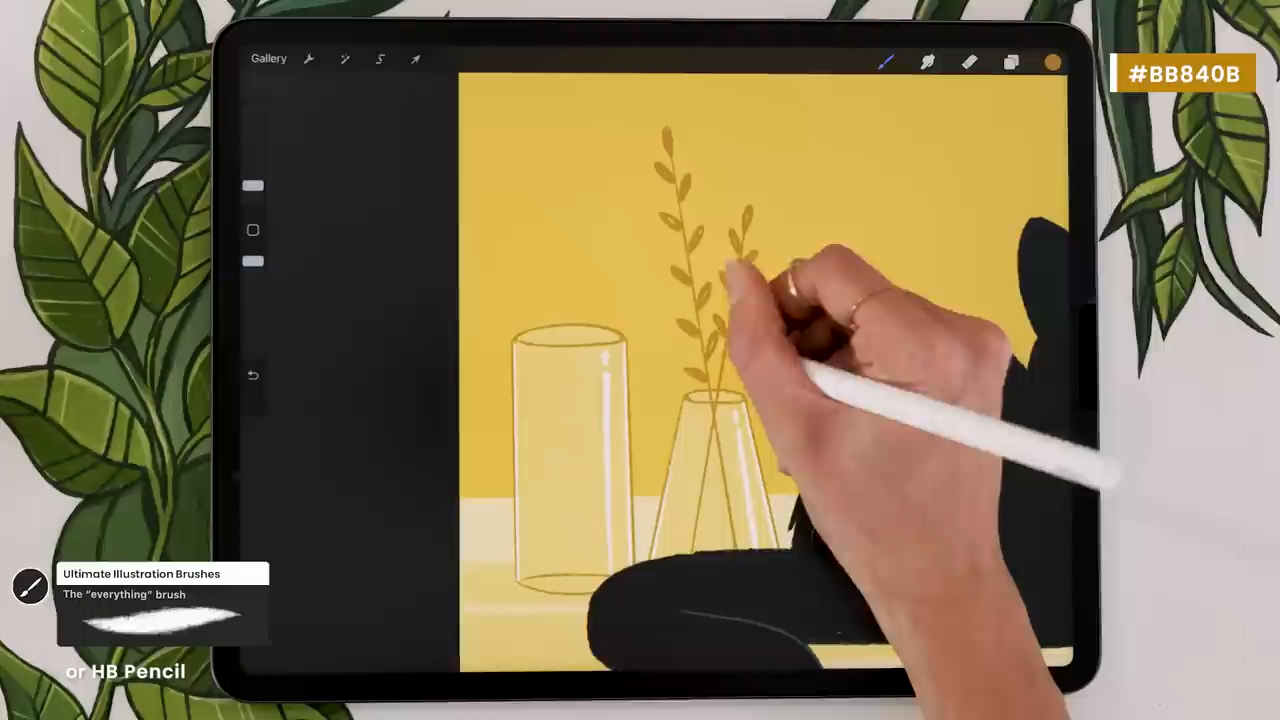 Gallery
#BB840B
Ultimate Illustration Brushes
The “everything” brush
or HB Pencil